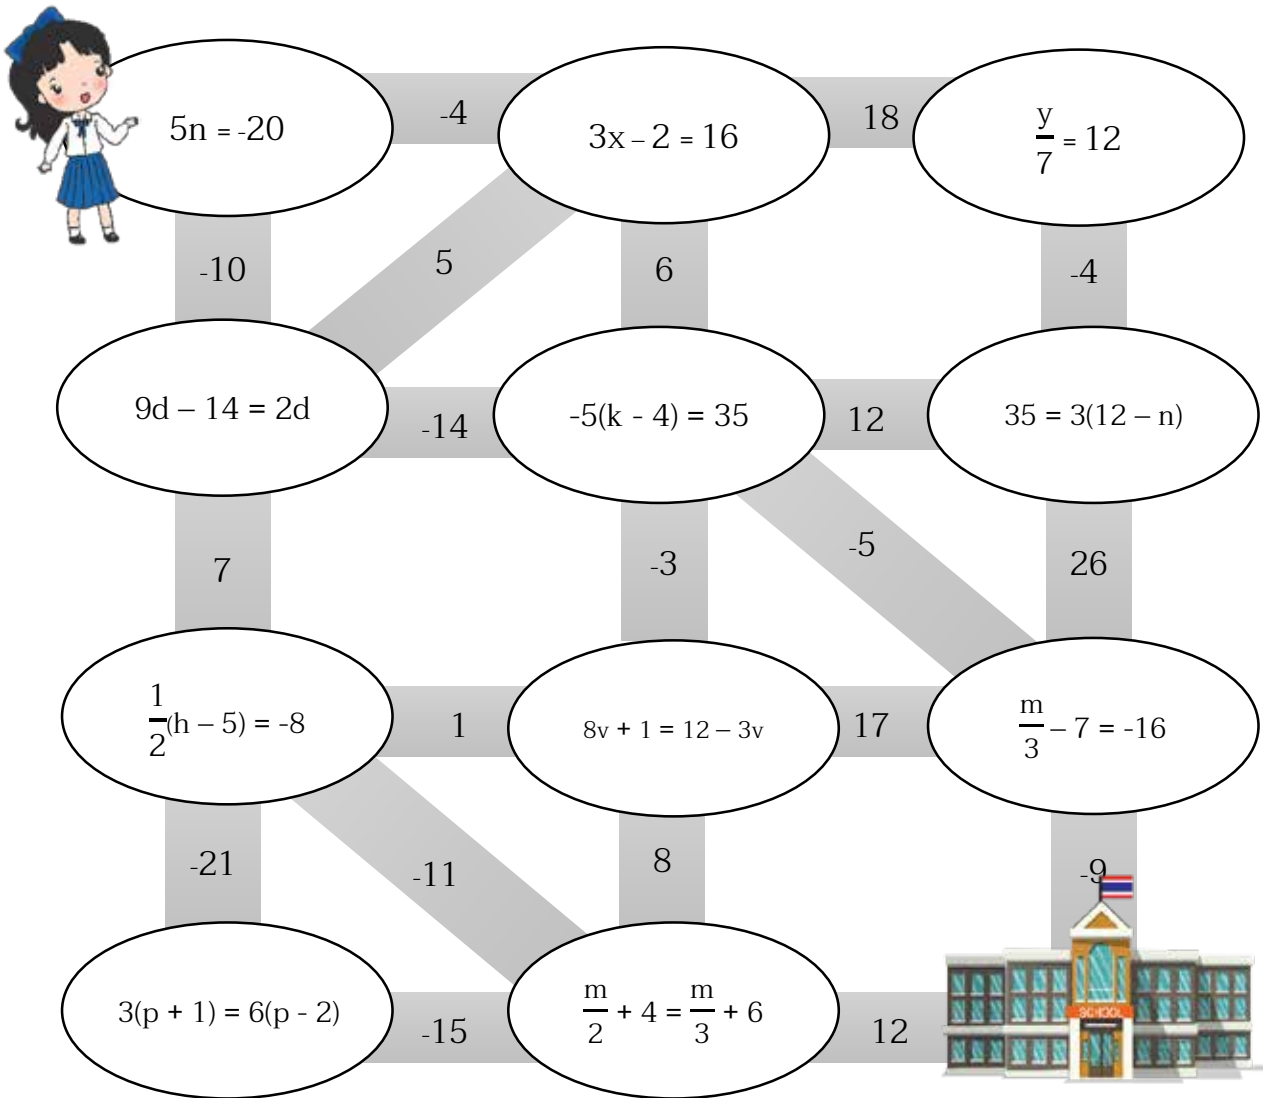 5n = -20
-4
3x – 2 = 16
18
y/7 = 12
-10
5
6
-4
9d – 14 = 2d
-14
-5(k - 4) = 35
12
35 = 3(12 – n)
7
-3
-5
26
1/2(h – 5) = -8
1
8v + 1 = 12 – 3v
17
m/3 – 7 = -16
-21
-11
8
-9
3(p + 1) = 6(p - 2)
-15
m/2 + 4 = m/3 + 6
12
SCHOOL